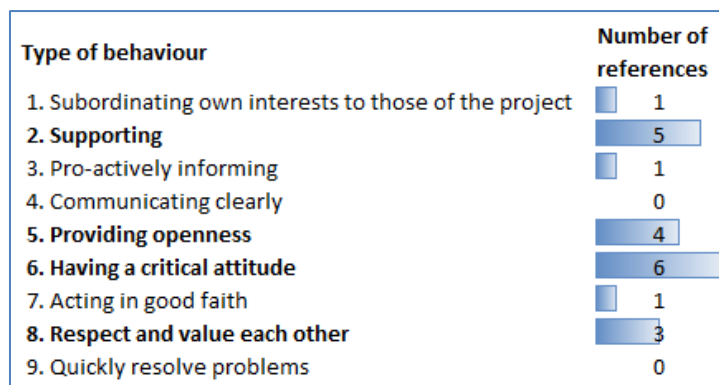 Type of behaviour Number of references
1. Subordinating own interests to those of the project 1
2. Supporting 5
3. Pro-actively informing 1
4. Communicating clearly 0
5. Providing openness 4
6. Having a critical attitude 6
7. Acting in good faith 1
8. Respect and value each other 3
9. Quickly resolve problems 0